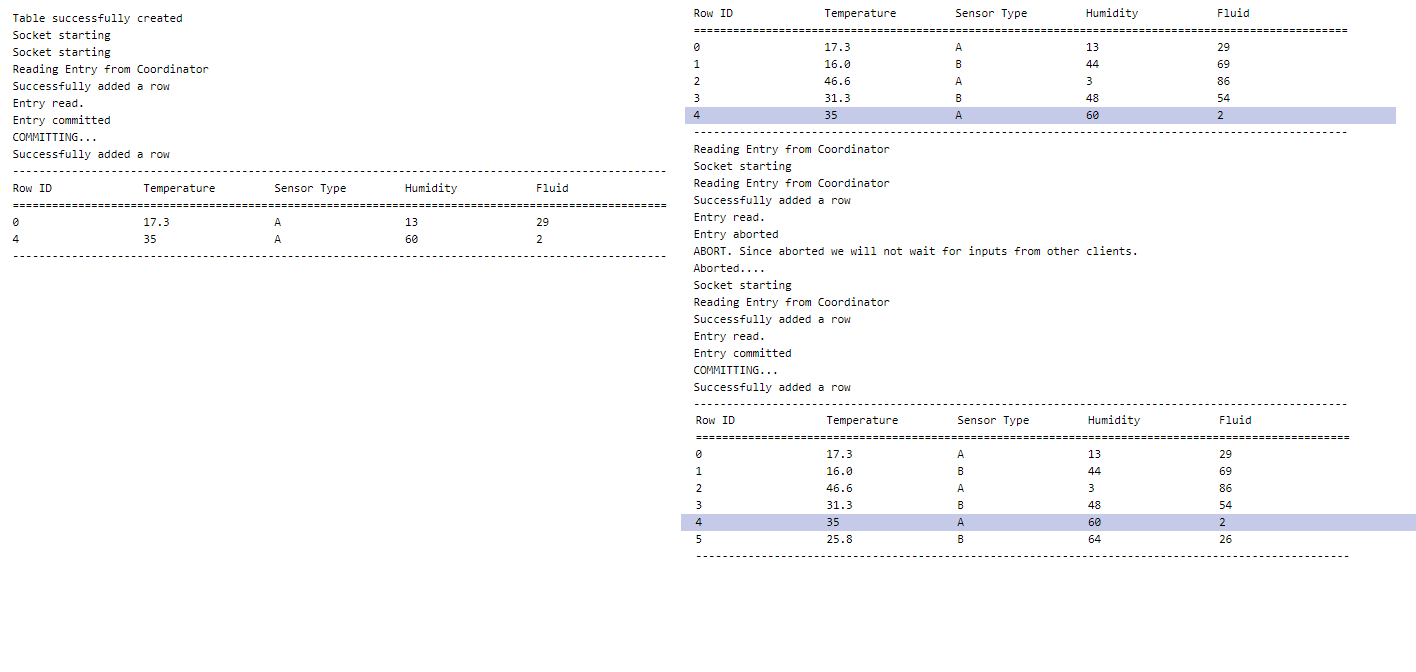 Table successfully created
Socket starting
Socket starting
Reading Entry from Coordinator
Successfully added a row
Entry read.
Entry committed
COMMITTING...
Successfully added a row
----------------------------------------------------------------------------------------------------
Row ID Temperature Sensor Type Humidity Fluid
====================================================================================================
0 17.3 A 13 29
4 35 A 60 2
----------------------------------------------------------------------------------------------------
Row ID Temperature Sensor Type Humidity Fluid
====================================================================================================
0 17.3 A 13 29
1 16.0 B 44 69
2 46.6 A 3 86
3 31.3 B 48 54
4 35 A 60 2
----------------------------------------------------------------------------------------------------
Reading Entry from Coordinator
Socket starting
Reading Entry from Coordinator
Successfully added a row
Entry read.
Entry aborted
ABORT. Since aborted we will not wait for inputs from other clients.
Aborted....
Socket starting
Reading Entry from Coordinator
Successfully added a row
Entry read.
Entry committed
COMMITTING...
Successfully added a row
----------------------------------------------------------------------------------------------------
Row ID Temperature Sensor Type Humidity Fluid
====================================================================================================
0 17.3 A 13 29
1 16.0 B 44 69
2 46.6 A 3 86
3 31.3 B 48 54
4 35 A 60 2
5 25.8 B 64 26
----------------------------------------------------------------------------------------------------